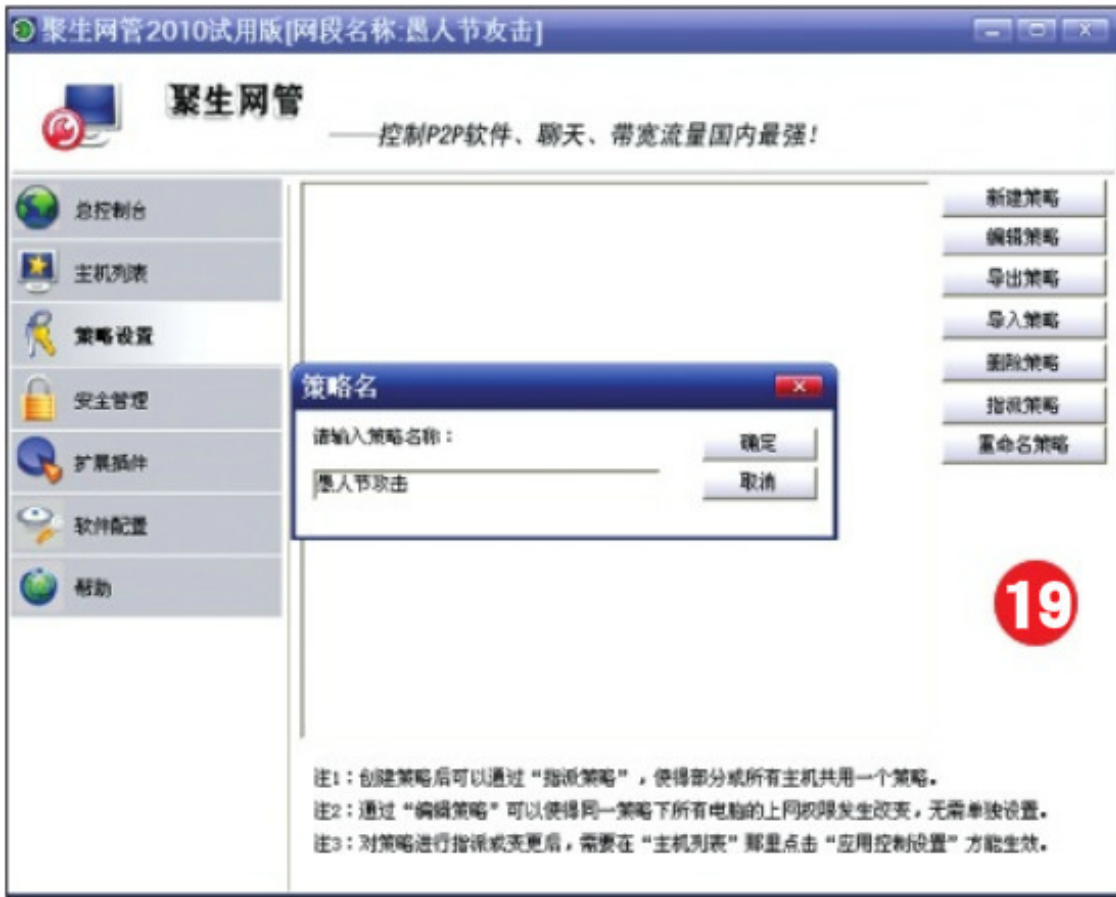 聚生网管2010试用版[网段名称:愚人节攻击]
聚生网管
——控制P2P软件、聊天、带宽流量国内最强!
总控制台
主机列表
策略设置
安全管理
扩展插件
软件配置
帮助
新建策略
编辑策略
导出策略
导入策略
删除策略
指派策略
重命名策略
策略名
请输入策略名称:
愚人节攻击
确定
取消
19
注1:创建策略后可以通过“指派策略”,使得部分或所有主机共用一个策略。
注2:通过“编辑策略”可以使得同一策略下所有电脑的上网权限发生改变,无需单独设置。
注3:对策略进行指派或变更后,需要在“主机列表”那里点击“应用控制设置”方能生效。